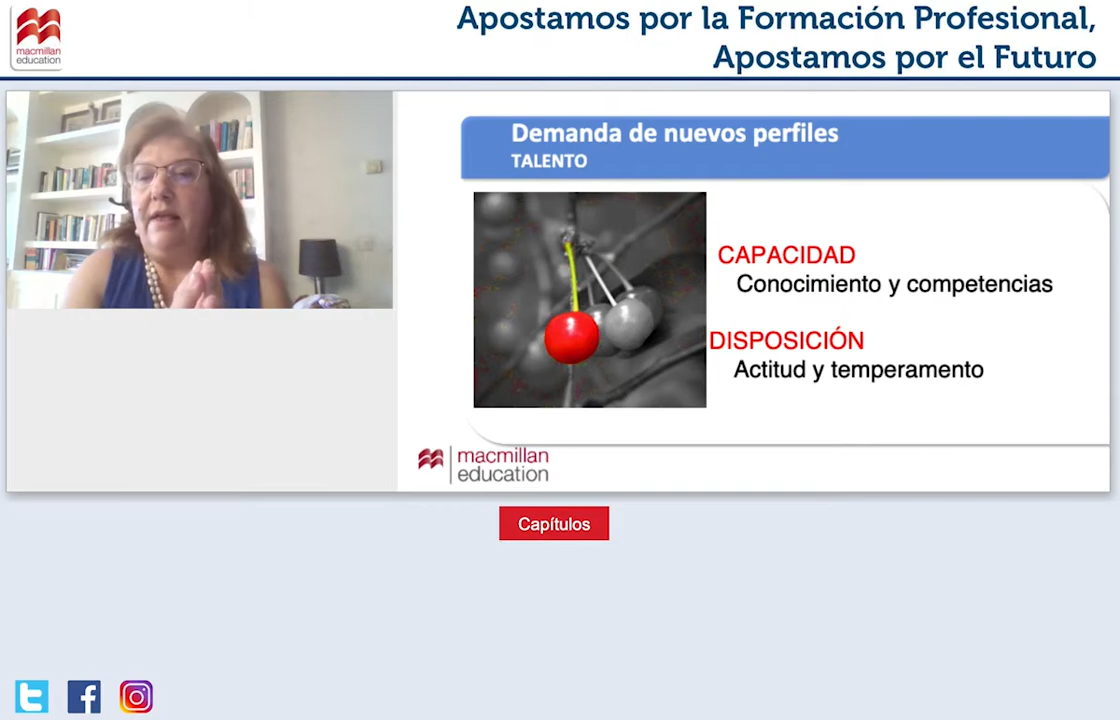 macmillan
education
Apostamos por la Formación Profesional,
Apostamos por el Futuro
Demanda de nuevos perfiles
TALENTO
CAPACIDAD
Conocimiento y competencias
DISPOSICIÓN
Actitud y temperamento
macmillan
education
Capítulos